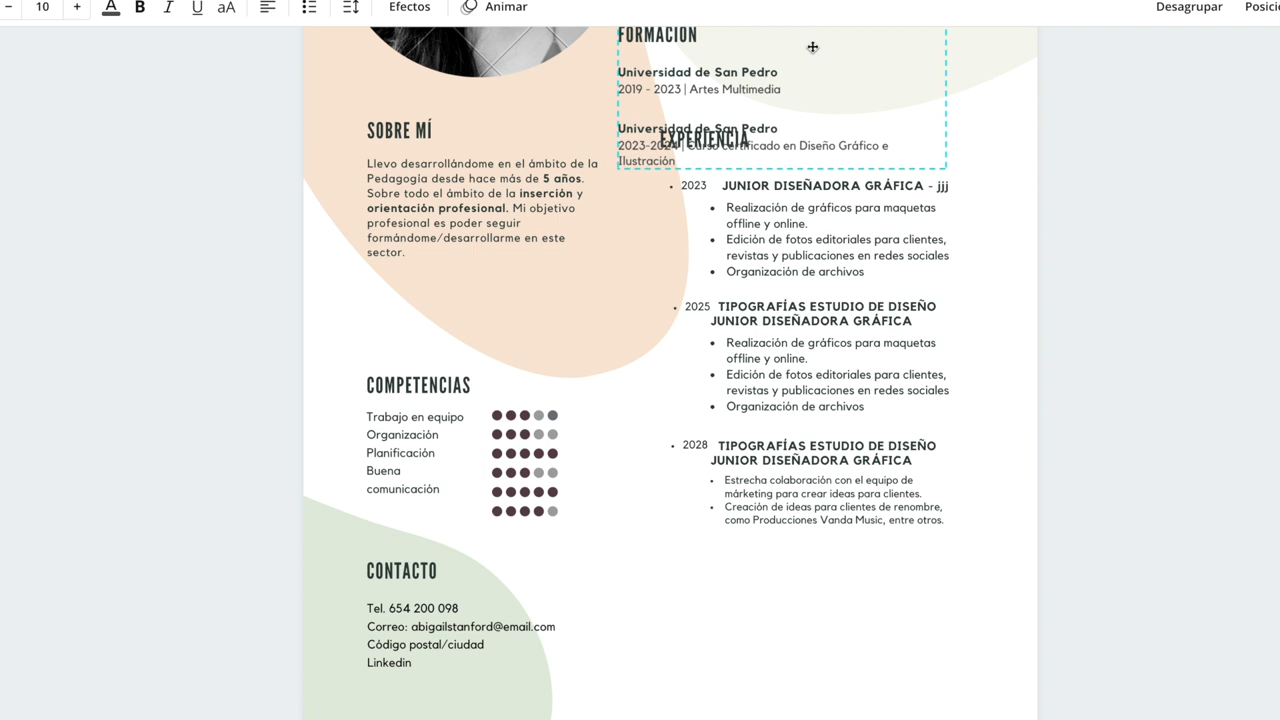 10
A
B
I
U
aA
Efectos
Animar
Desagrupar
FORMACIÓN
Universidad de San Pedro
2019 - 2023 | Artes Multimedia
Universidad de San Pedro
2023-2024 | Curso certificado en Diseño Gráfico e
Ilustración
SOBRE MÍ
Llevo desarrollándome en el ámbito de la
Pedagogía desde hace más de 5 años.
Sobre todo el ámbito de la inserción y
orientación profesional. Mi objetivo
profesional es poder seguir
formándome/desarrollarme en este
sector.
COMPETENCIAS
Trabajo en equipo
Organización
Planificación
Buena
comunicación
CONTACTO
Tel. 654 200 098
Correo: abigailstanford@email.com
Código postal/ciudad
Linkedin
EXPERIENCIA
2023 JUNIOR DISEÑADORA GRÁFICA - jjj
Realización de gráficos para maquetas
offline y online.
Edición de fotos editoriales para clientes,
revistas y publicaciones en redes sociales
Organización de archivos
2025 TIPOGRAFÍAS ESTUDIO DE DISEÑO
JUNIOR DISEÑADORA GRÁFICA
Realización de gráficos para maquetas
offline y online.
Edición de fotos editoriales para clientes,
revistas y publicaciones en redes sociales
Organización de archivos
2028 TIPOGRAFÍAS ESTUDIO DE DISEÑO
JUNIOR DISEÑADORA GRÁFICA
Estrecha colaboración con el equipo de
márketing para crear ideas para clientes.
Creación de ideas para clientes de renombre,
como Producciones Vanda Music, entre otros.